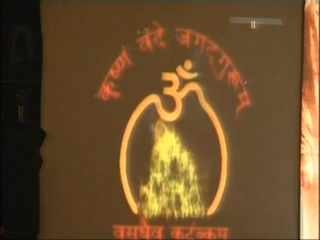 कृष्णं वंदे जगद्गुरूम्
ॐ
वसुधैव कुटुम्बकम